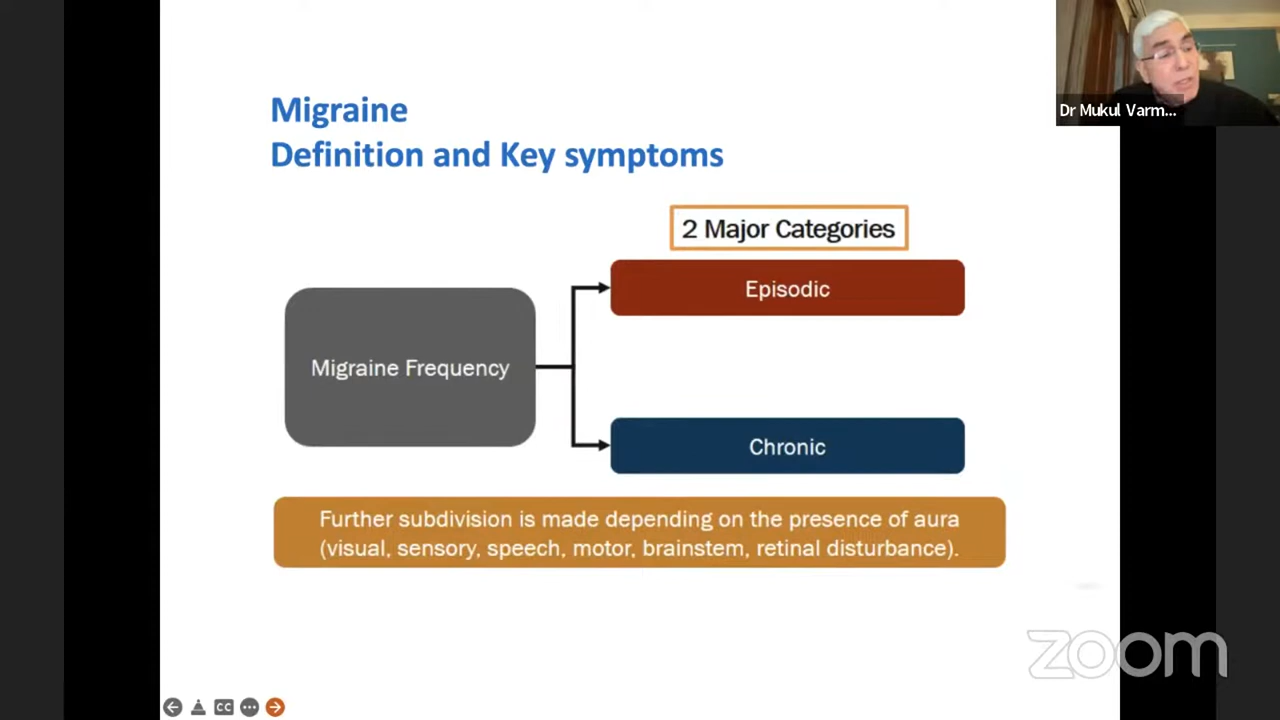 Dr Mukul Varm...
Migraine
Definition and Key symptoms
2 Major Categories
Episodic
Migraine Frequency
Chronic
Further subdivision is made depending on the presence of aura
(visual, sensory, speech, motor, brainstem, retinal disturbance).
zoom
CC